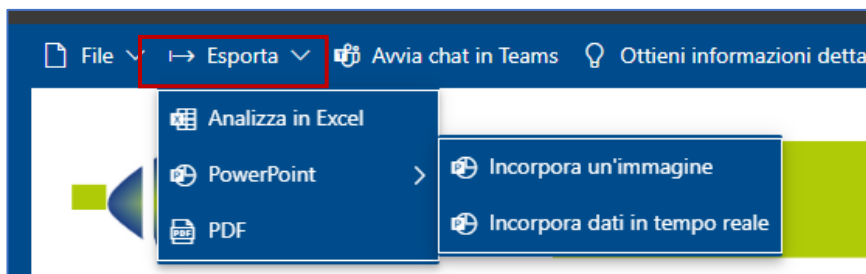 File Esporta Avvia chat in Teams Ottieni informazioni detta
Analizza in Excel
PowerPoint
PDF
Incorpora un'immagine
Incorpora dati in tempo reale